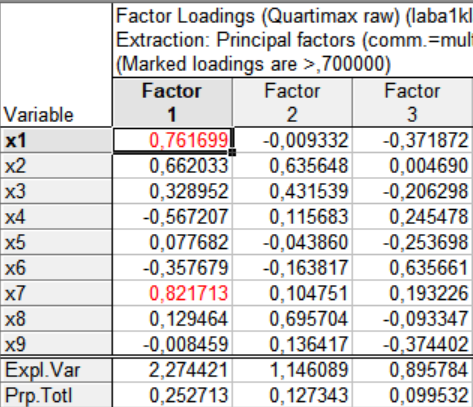 Factor Loadings (Quartimax raw) (laba1kl
Extraction: Principal factors (comm.=mul
(Marked loadings are >,700000)
Variable Factor 1 Factor 2 Factor 3
x1 0,761699 -0,009332 -0,371872
x2 0,662033 0,635648 0,004690
x3 0,328952 0,431539 -0,206298
x4 -0,567207 0,115683 0,245478
x5 0,077682 -0,043860 -0,253698
x6 -0,357679 -0,163817 0,635661
x7 0,821713 0,104751 0,193226
x8 0,129464 0,695704 -0,093347
x9 -0,008459 0,136417 -0,374402
Expl.Var 2,274421 1,146089 0,895784
Prp.Totl 0,252713 0,127343 0,099532